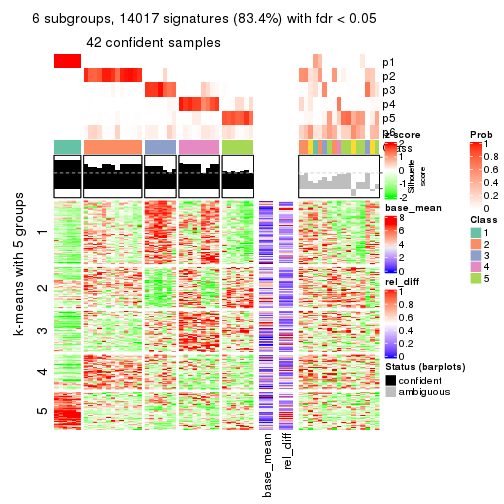 6 subgroups, 14017 signatures (83.4%) with fdr < 0.05
42 confident samples
p1
p2
p3
p4
p5
p6
Class
z score
2
1
0
-1
-2
Silhouette
score
Prob
1
0.8
0.6
0.4
0.2
0
base_mean
8
6
4
2
0
Class
1
2
3
4
5
rel_diff
1
0.8
0.6
0.4
0.2
0
Status (barplots)
confident
ambiguous
k-means with 5 groups
1
2
3
4
5
base_mean
rel_diff